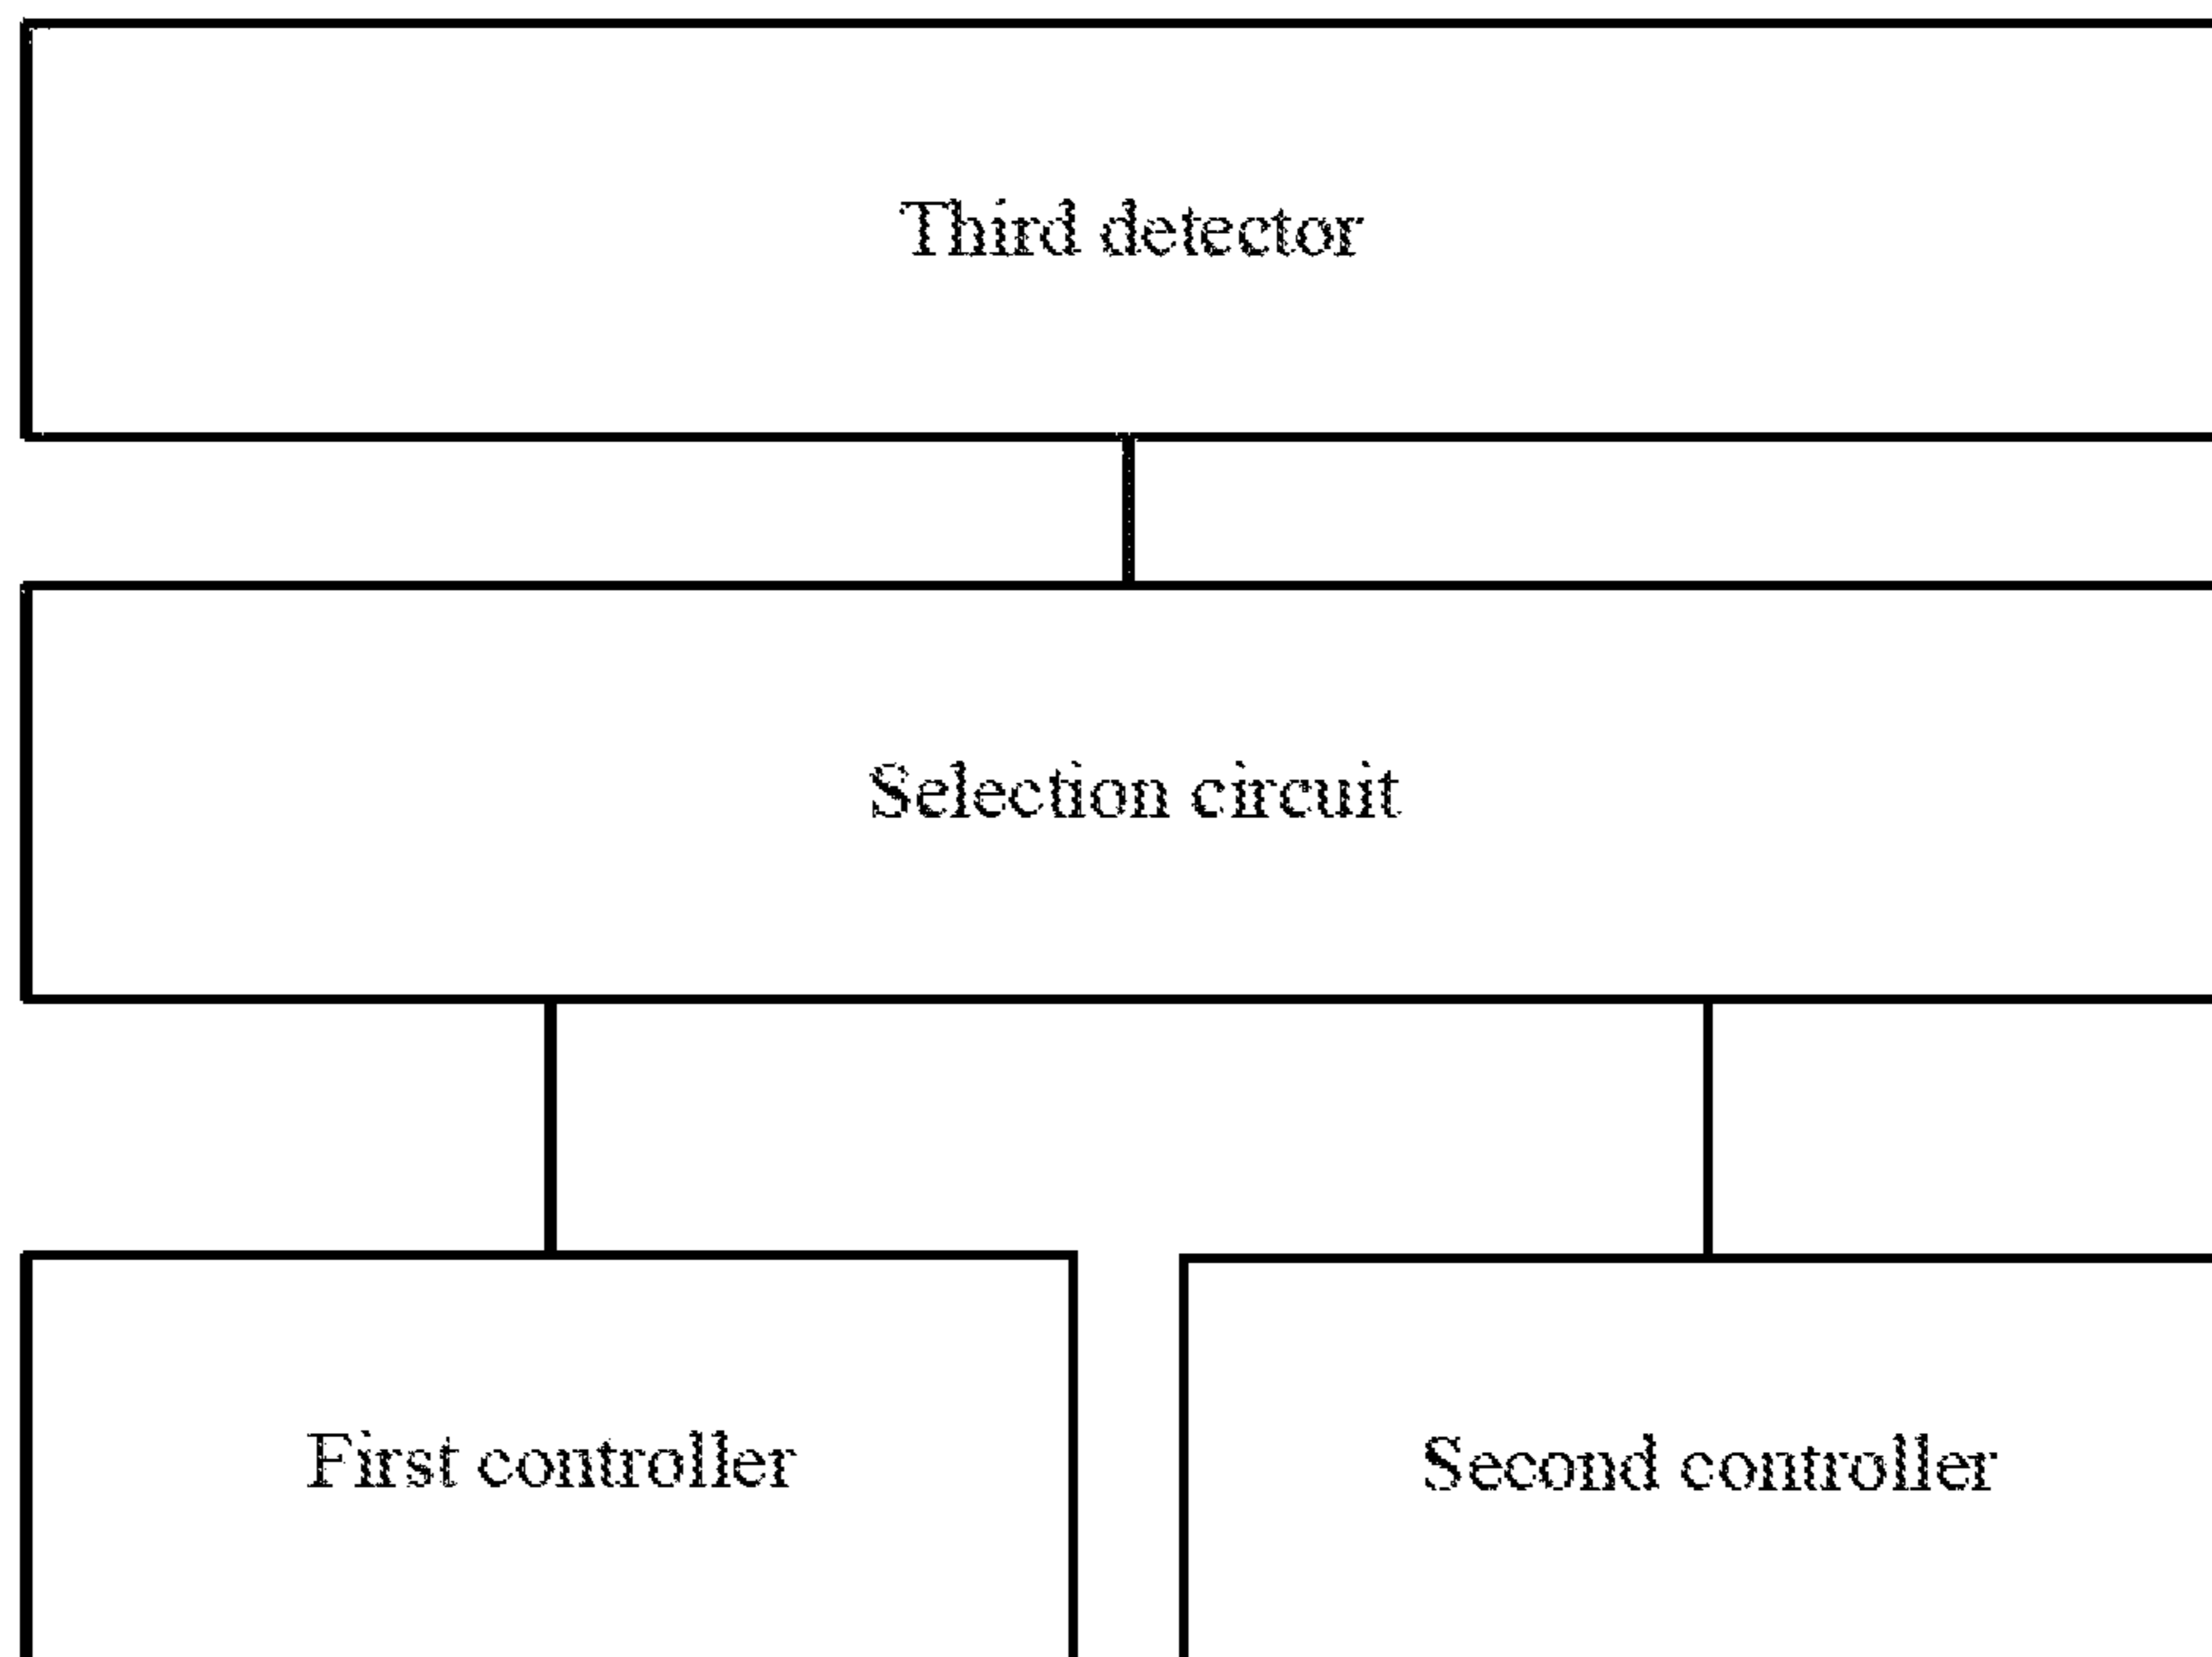 Third detector
Selection circuit
First controller
Second controller